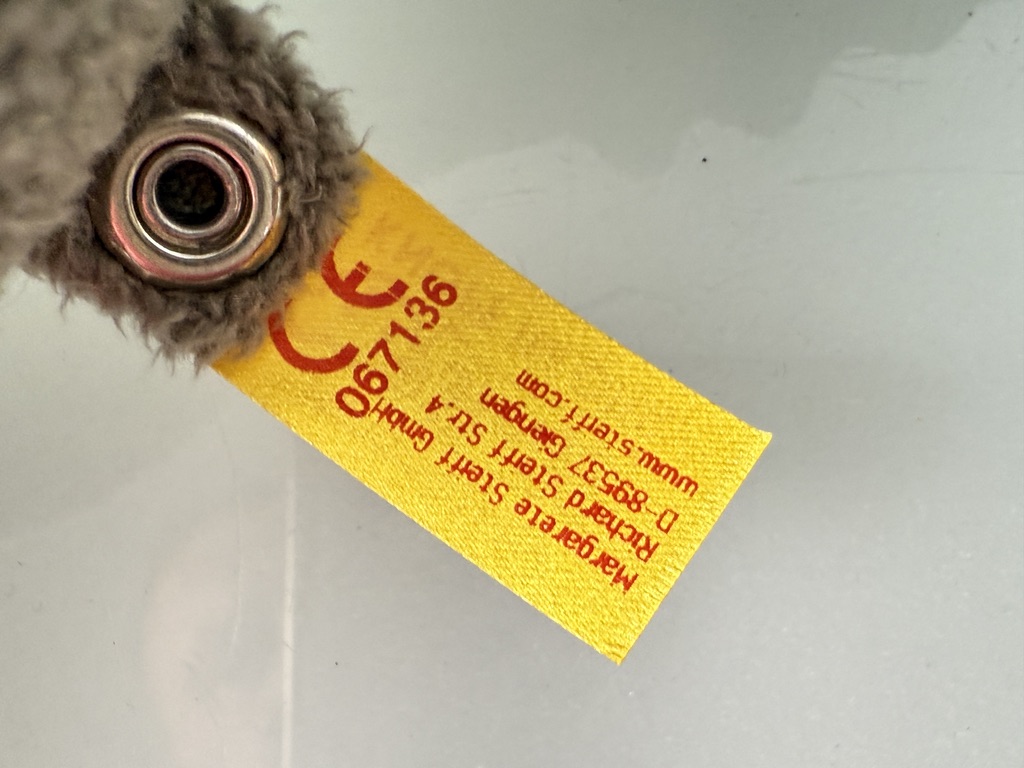 CE
067136
Margarete Steiff GmbH
Richard Steiff Str.4
D-89537 Giengen
www.steiff.com